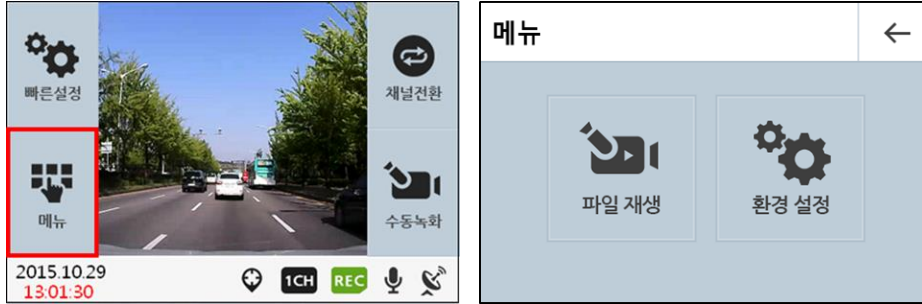 빠른설정
채널전환
메뉴
수동녹화
2015.10.29
13:01:30
1CH
REC
메뉴
파일 재생
환경 설정